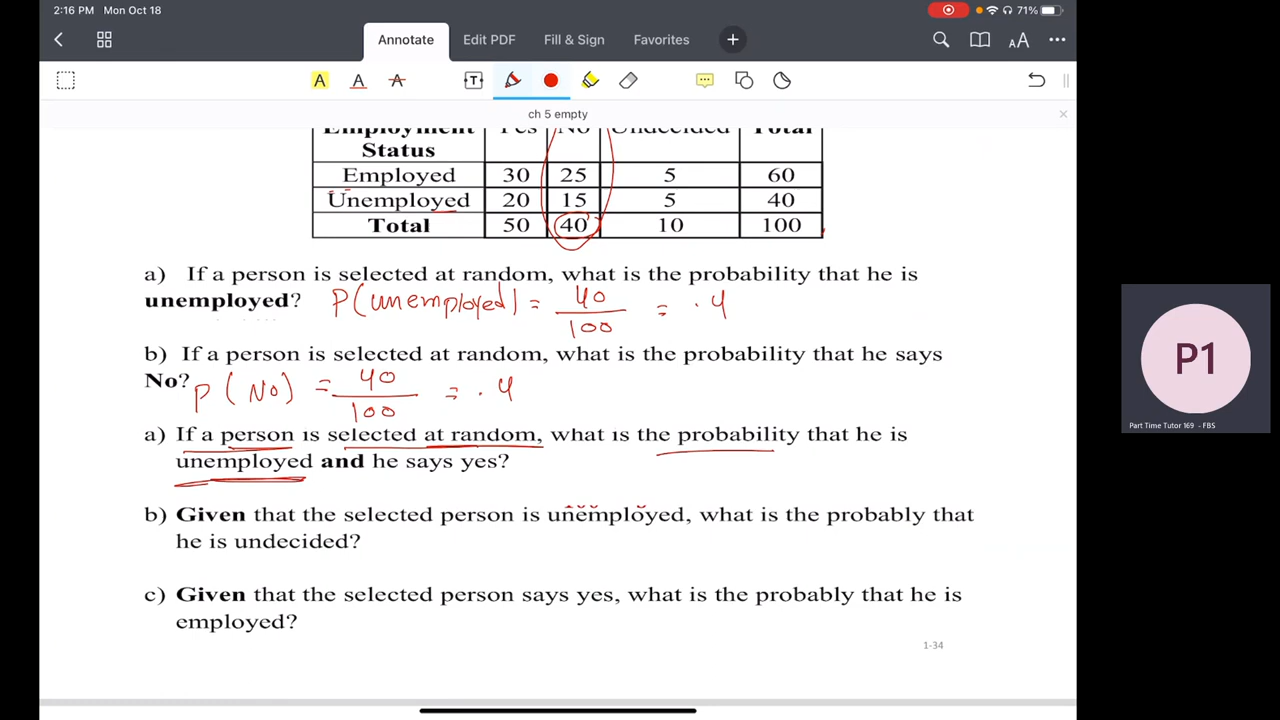 2:16 PM Mon Oct 18
71%
Annotate Edit PDF Fill & Sign Favorites
A A A T AA
ch 5 empty
Employment Yes No Undecided Total
Status
Employed 30 25 5 60
Unemployed 20 15 5 40
Total 50 40 10 100
a) If a person is selected at random, what is the probability that he is
unemployed? P(unemployed) = 40/100 = .4
b) If a person is selected at random, what is the probability that he says
No? P(No) = 40/100 = .4
a) If a person is selected at random, what is the probability that he is
unemployed and he says yes?
b) Given that the selected person is unemployed, what is the probably that
he is undecided?
c) Given that the selected person says yes, what is the probably that he is
employed?
1-34
P1
Part Time Tutor 169 - FBS